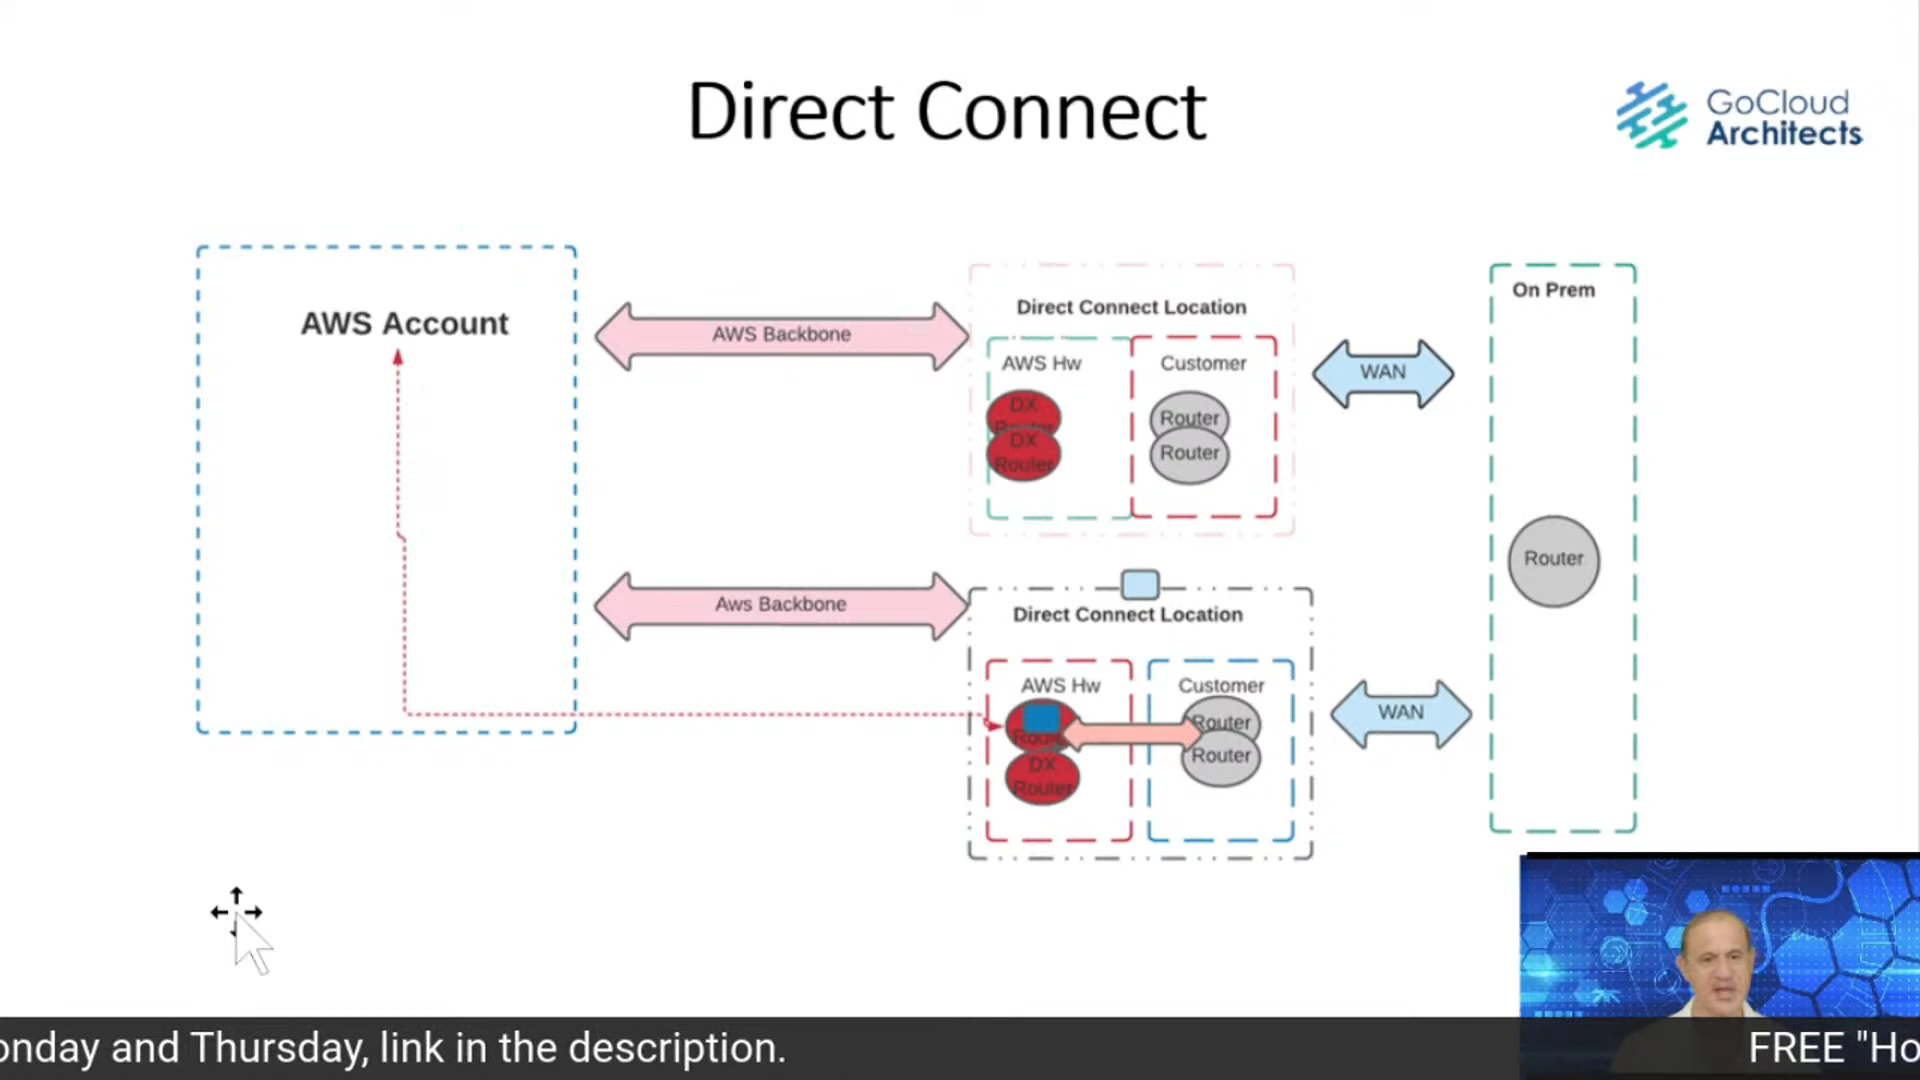 Direct Connect
GoCloud
Architects
AWS Account
AWS Backbone
Direct Connect Location
AWS Hw
Customer
DX
Router
DX
Router
Router
Router
WAN
On Prem
Router
Aws Backbone
Direct Connect Location
AWS Hw
Customer
Router
DX
Router
Router
Router
WAN
onday and Thursday, link in the description.
FREE "Ho